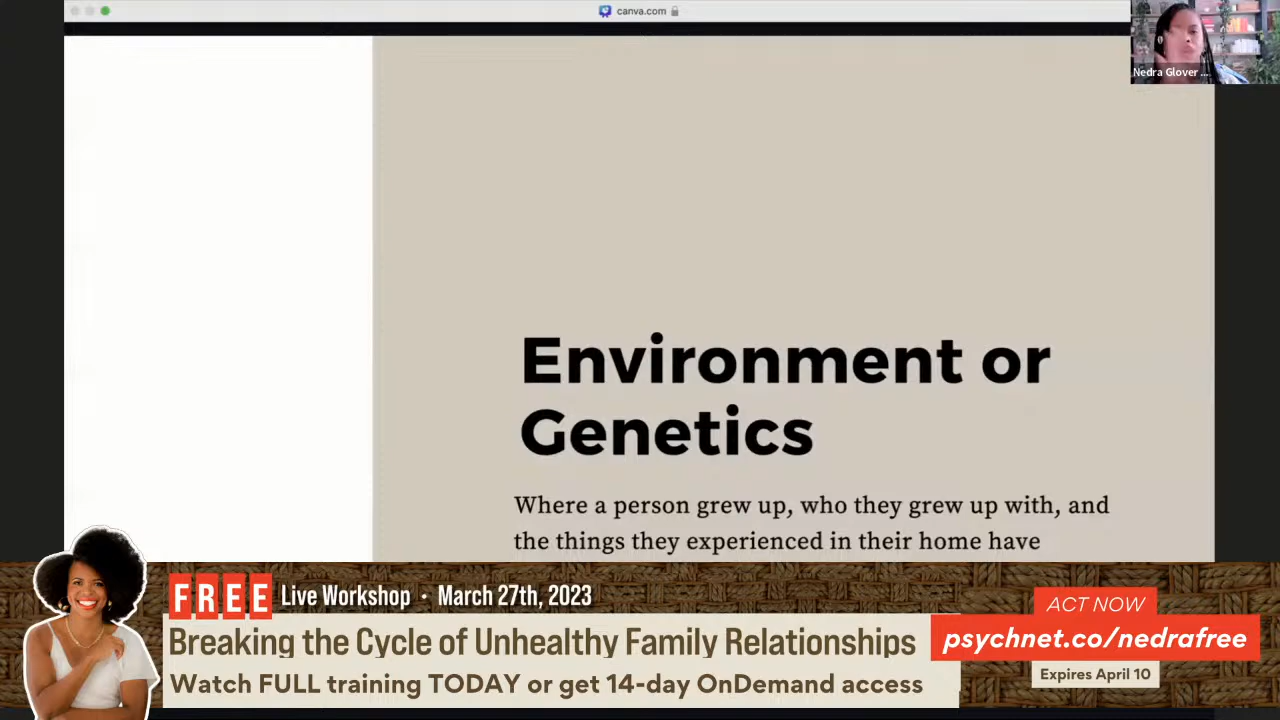 canva.com
Nedra Glover ...
Environment or
Genetics
Where a person grew up, who they grew up with, and
the things they experienced in their home have
FREE Live Workshop · March 27th, 2023
Breaking the Cycle of Unhealthy Family Relationships
Watch FULL training TODAY or get 14-day OnDemand access
ACT NOW
psychnet.co/nedrafree
Expires April 10